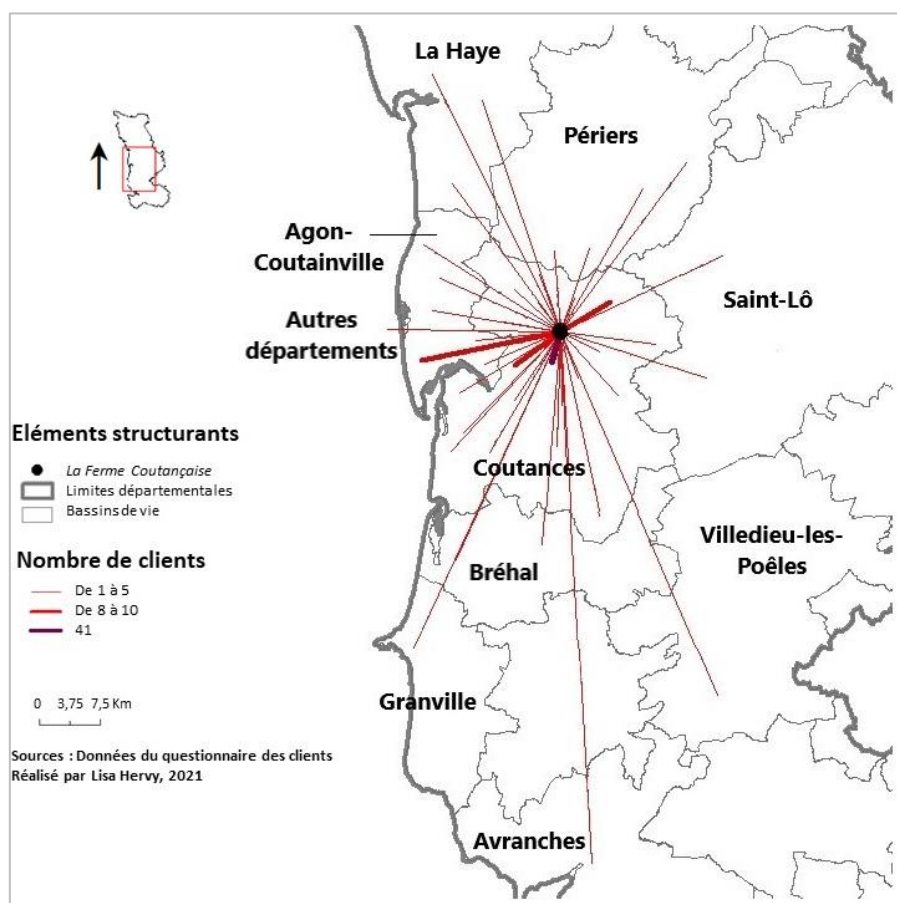 La Haye
Périers
Agon-
Coutainville
Saint-Lô
Autres
départements
Eléments structurants
La Ferme Coutançaise
Limites départementales
Bassins de vie
Coutances
Villedieu-les-
Poêles
Nombre de clients
Bréhal
De 1 à 5
De 8 à 10
41
Granville
0 3,75 7,5 Km
Sources : Données du questionnaire des clients
Réalisé par Lisa Hervy, 2021
Avranches